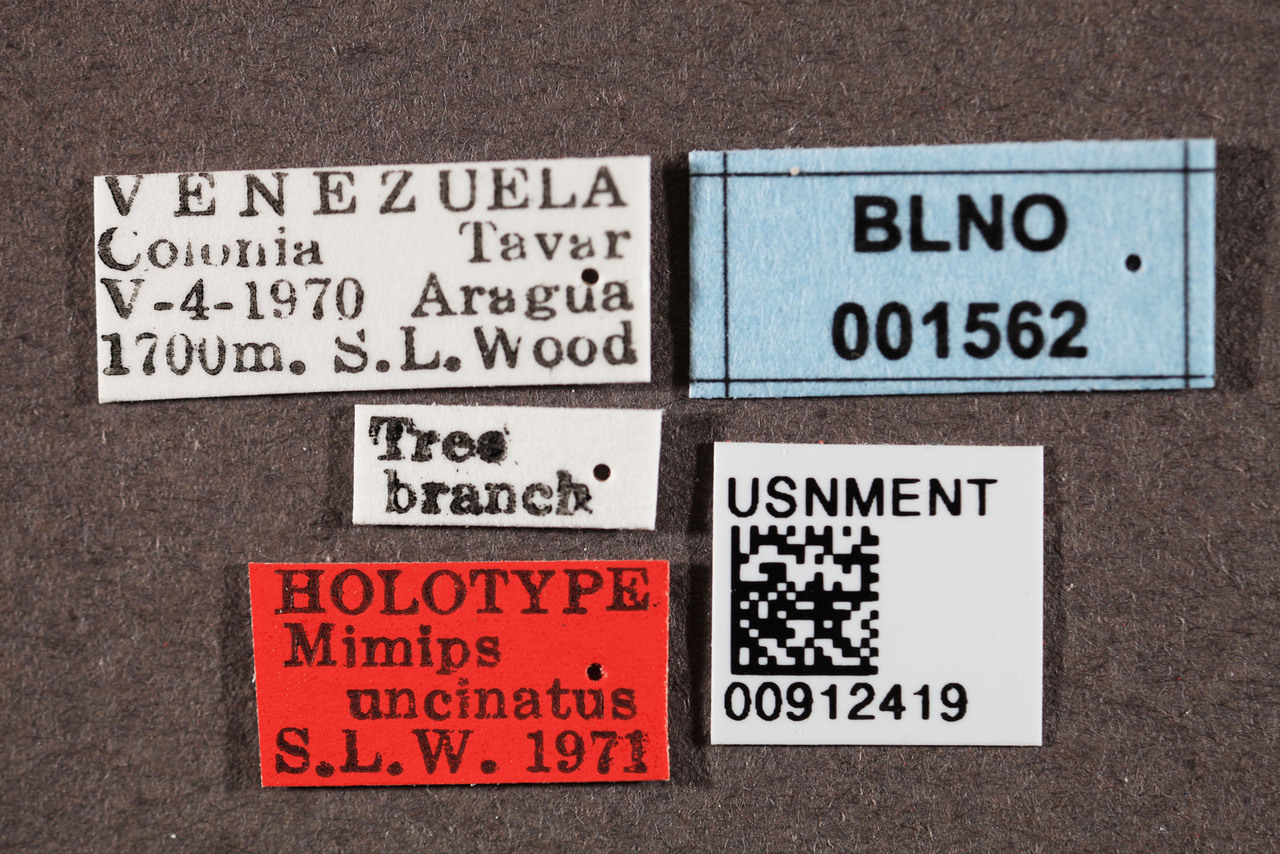 VENEZUELA
Colonia Tavar
V-4-1970 Aragua
1700m. S.L.Wood
BLNO
001562
Tree
branch
USNMENT
00912419
HOLOTYPE
Mimips
uncinatus
S.L.W. 1971